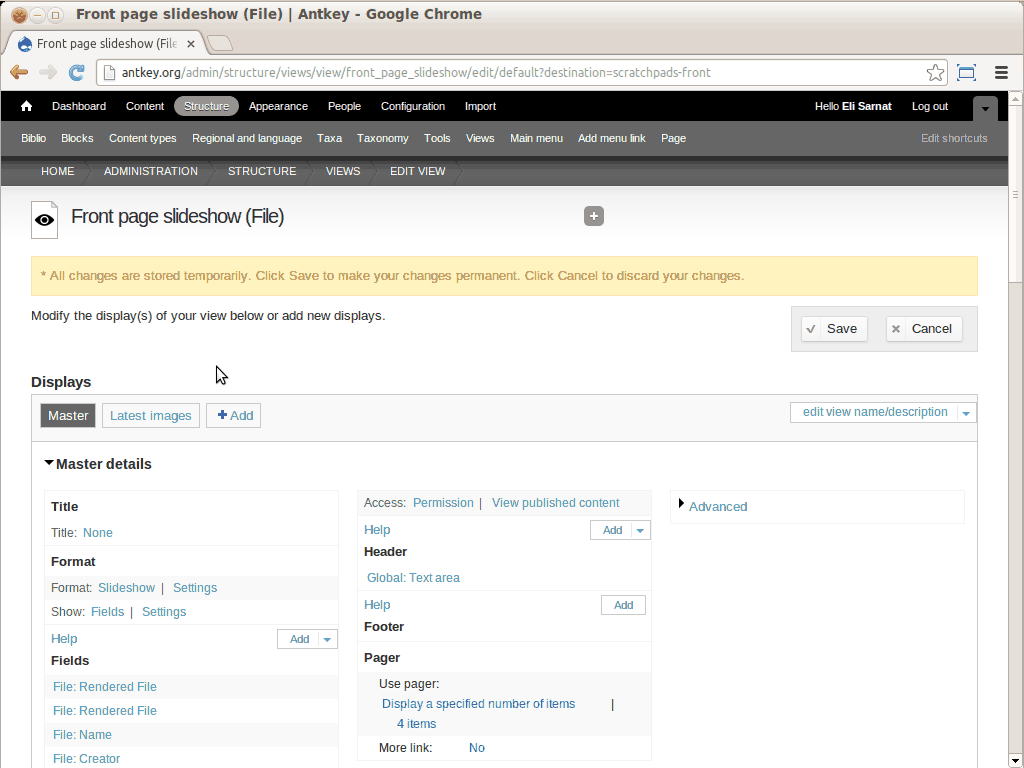 Front page slideshow (File) | Antkey - Google Chrome
Front page slideshow (File
antkey.org/admin/structure/views/view/front_page_slideshow/edit/default?destination=scratchpads-front
Dashboard Content Structure Appearance People Configuration Import Hello Eli Sarnat Log out
Biblio Blocks Content types Regional and language Taxa Taxonomy Tools Views Main menu Add menu link Page Edit shortcuts
HOME ADMINISTRATION STRUCTURE VIEWS EDIT VIEW
Front page slideshow (File)
* All changes are stored temporarily. Click Save to make your changes permanent. Click Cancel to discard your changes.
Modify the display(s) of your view below or add new displays.
Save Cancel
Displays
Master Latest images Add edit view name/description
Master details
Title
Title: None
Format
Format: Slideshow | Settings
Show: Fields | Settings
Help Add
Fields
File: Rendered File
File: Rendered File
File: Name
File: Creator
Access: Permission | View published content
Help Add
Header
Global: Text area
Help Add
Footer
Pager
Use pager:
Display a specified number of items |
4 items
More link: No
Advanced